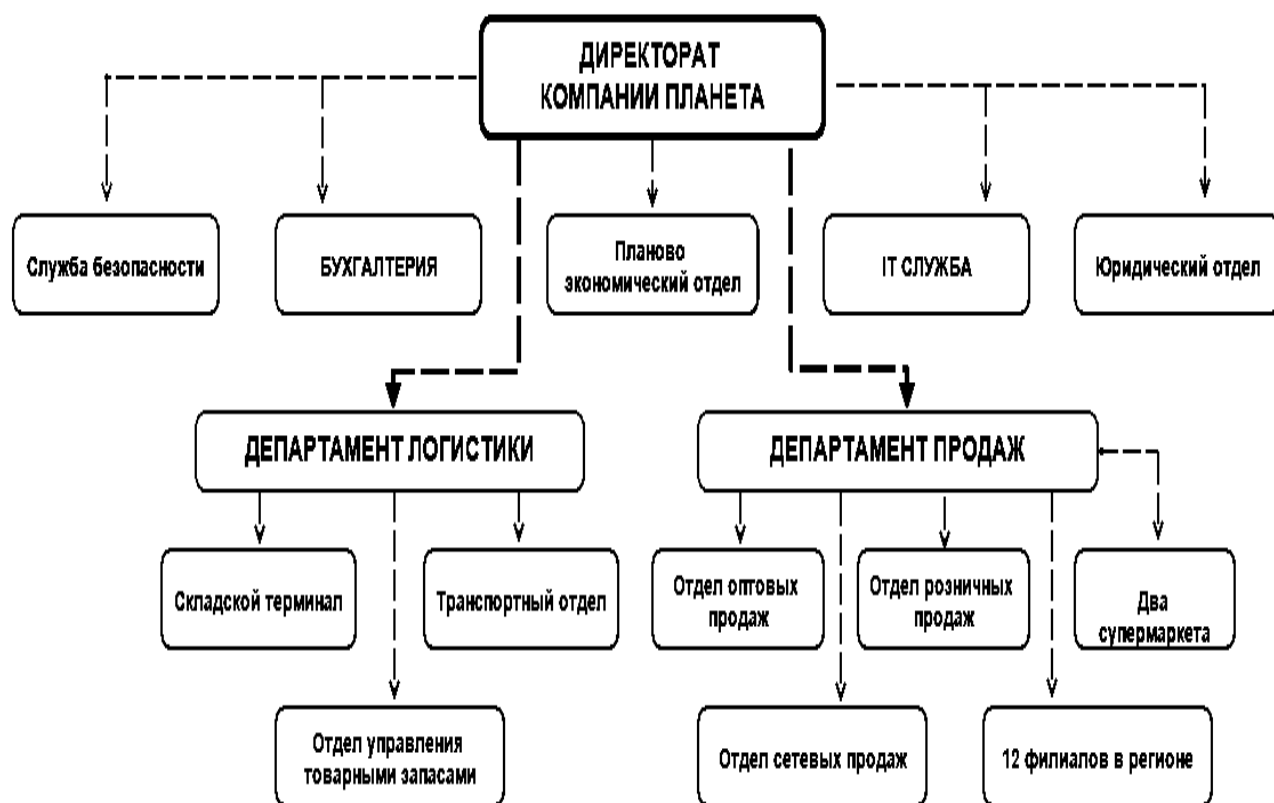 ДИРЕКТОРАТ
КОМПАНИИ ПЛАНЕТА
Служба безопасности
БУХГАЛТЕРИЯ
Планово
экономический отдел
IT СЛУЖБА
Юридический отдел
ДЕПАРТАМЕНТ ЛОГИСТИКИ
ДЕПАРТАМЕНТ ПРОДАЖ
Складской терминал
Транспортный отдел
Отдел оптовых
продаж
Отдел розничных
продаж
Два
супермаркета
Отдел управления
товарными запасами
Отдел сетевых продаж
12 филиалов в регионе